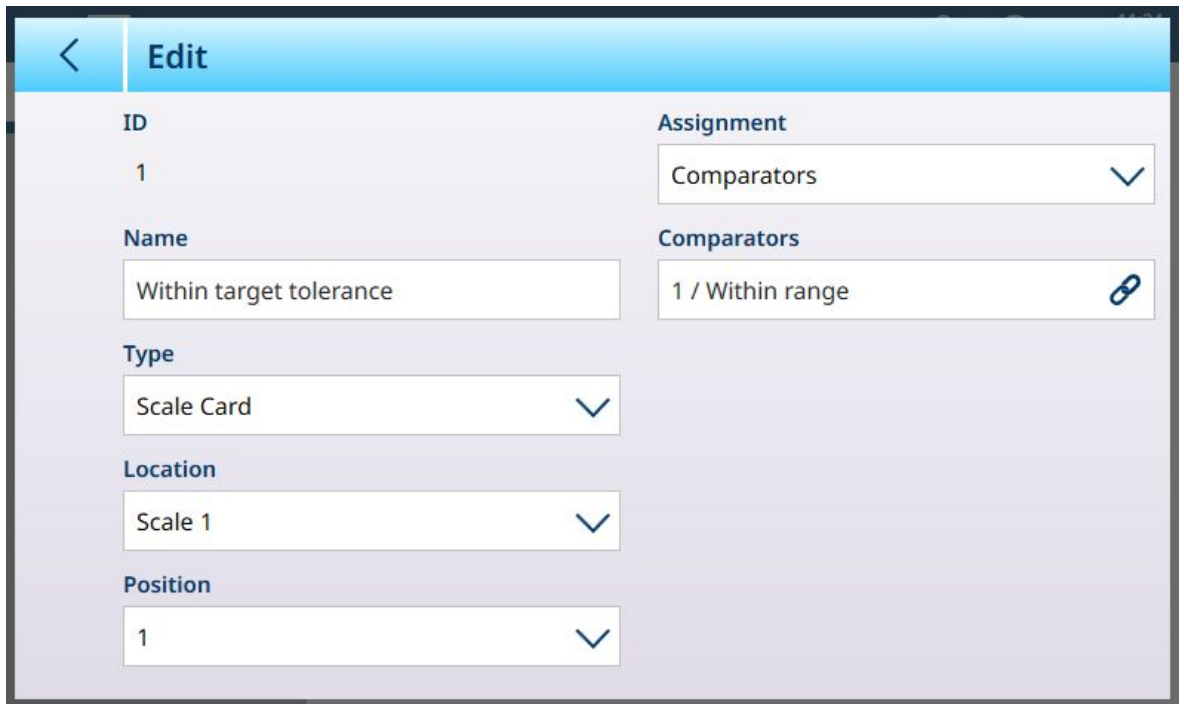 Edit
ID
1
Name
Within target tolerance
Type
Scale Card
Location
Scale 1
Position
1
Assignment
Comparators
Comparators
1 / Within range